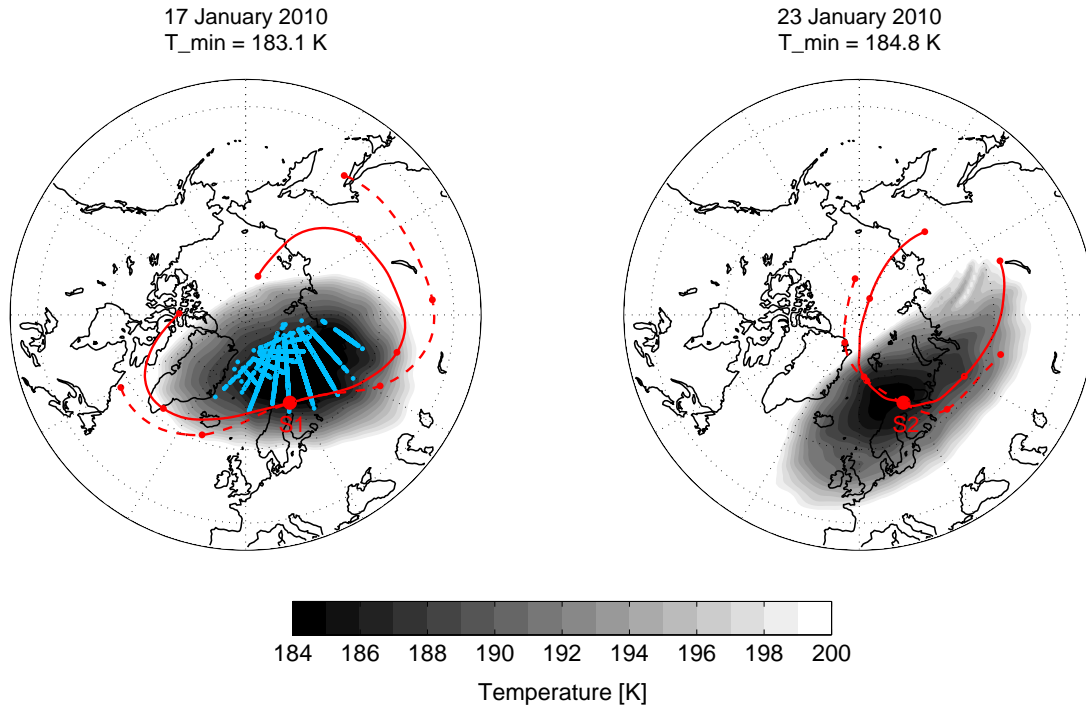 17 January 2010
T_min = 183.1 K
23 January 2010
T_min = 184.8 K
S1
S2
184 186 188 190 192 194 196 198 200
Temperature [K]